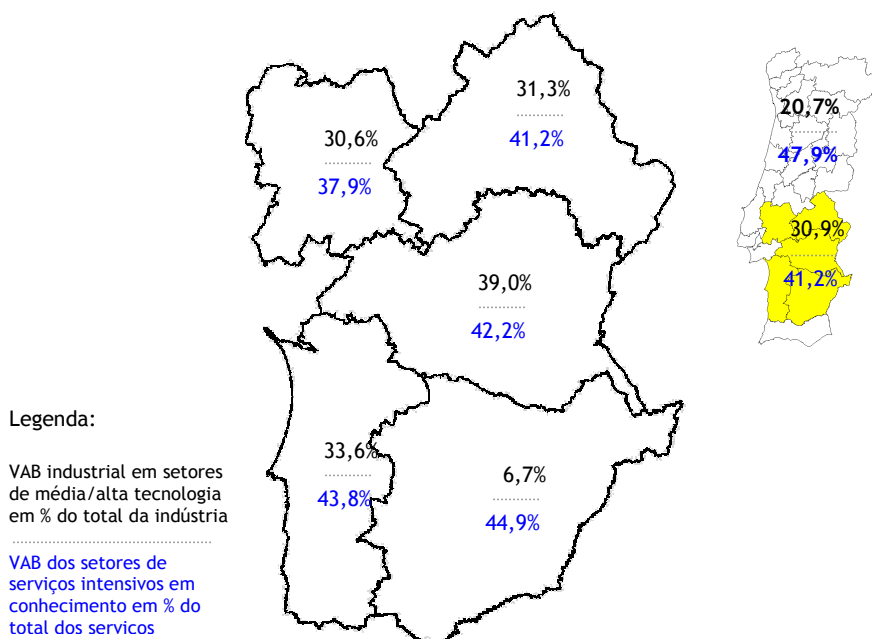 31,3%
41,2%
30,6%
37,9%
20,7%
47,9%
30,9%
41,2%
39,0%
42,2%
33,6%
43,8%
6,7%
44,9%
Legenda:
VAB industrial em setores
de média/alta tecnologia
em % do total da indústria
VAB dos setores de
serviços intensivos em
conhecimento em % do
total dos serviços